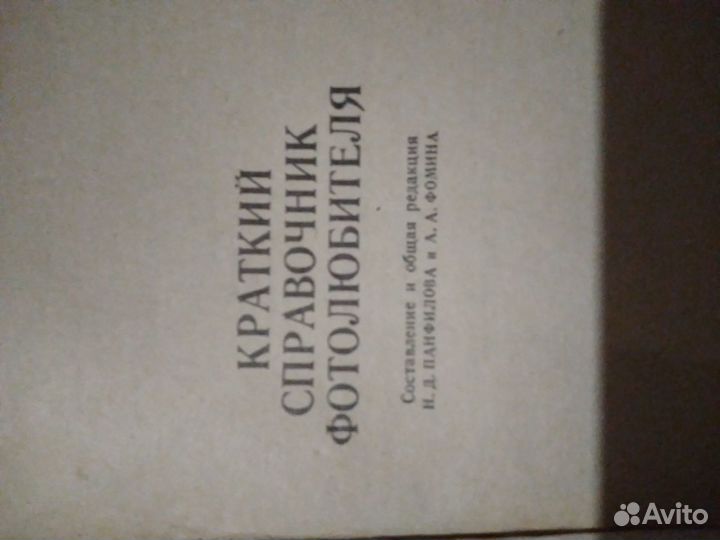 КРАТКИЙ
СПРАВОЧНИК
ФОТОЛЮБИТЕЛЯ
Составление и общая редакция
Н. Д. ПАНФИЛОВА и А. А. ФОМИНА
Avito